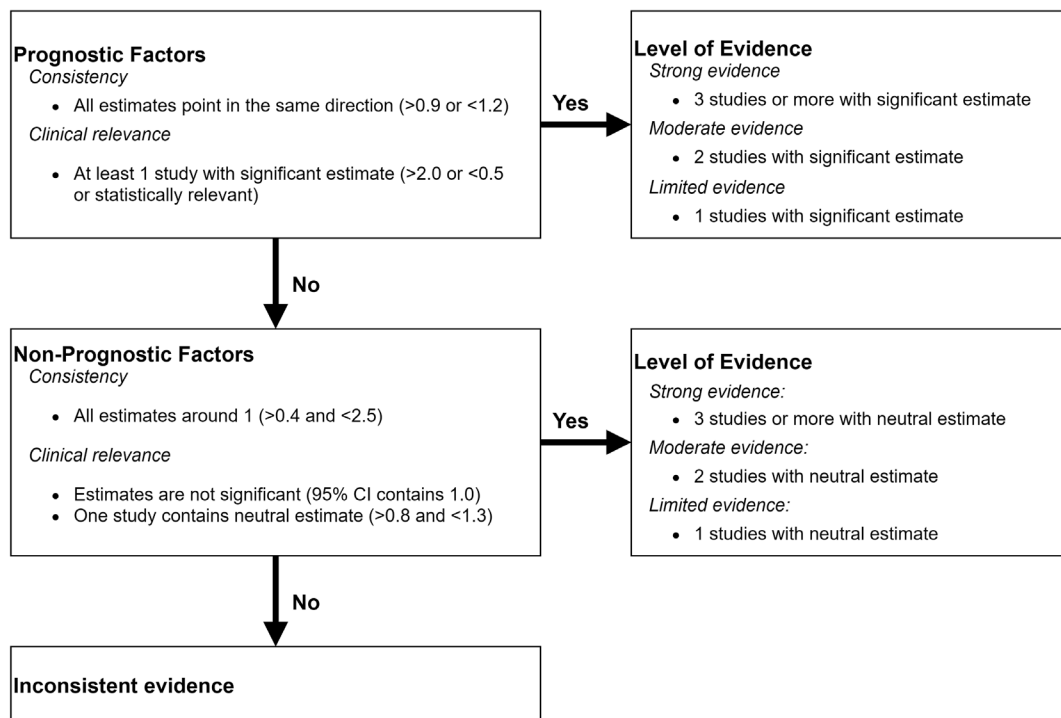 Prognostic Factors
Consistency
• All estimates point in the same direction (>0.9 or <1.2)
Clinical relevance
• At least 1 study with significant estimate (>2.0 or <0.5
or statistically relevant)
Yes
Level of Evidence
Strong evidence
• 3 studies or more with significant estimate
Moderate evidence
• 2 studies with significant estimate
Limited evidence
• 1 studies with significant estimate
No
Non-Prognostic Factors
Consistency
• All estimates around 1 (>0.4 and <2.5)
Clinical relevance
• Estimates are not significant (95% CI contains 1.0)
• One study contains neutral estimate (>0.8 and <1.3)
Yes
Level of Evidence
Strong evidence:
• 3 studies or more with neutral estimate
Moderate evidence:
• 2 studies with neutral estimate
Limited evidence:
• 1 studies with neutral estimate
No
Inconsistent evidence